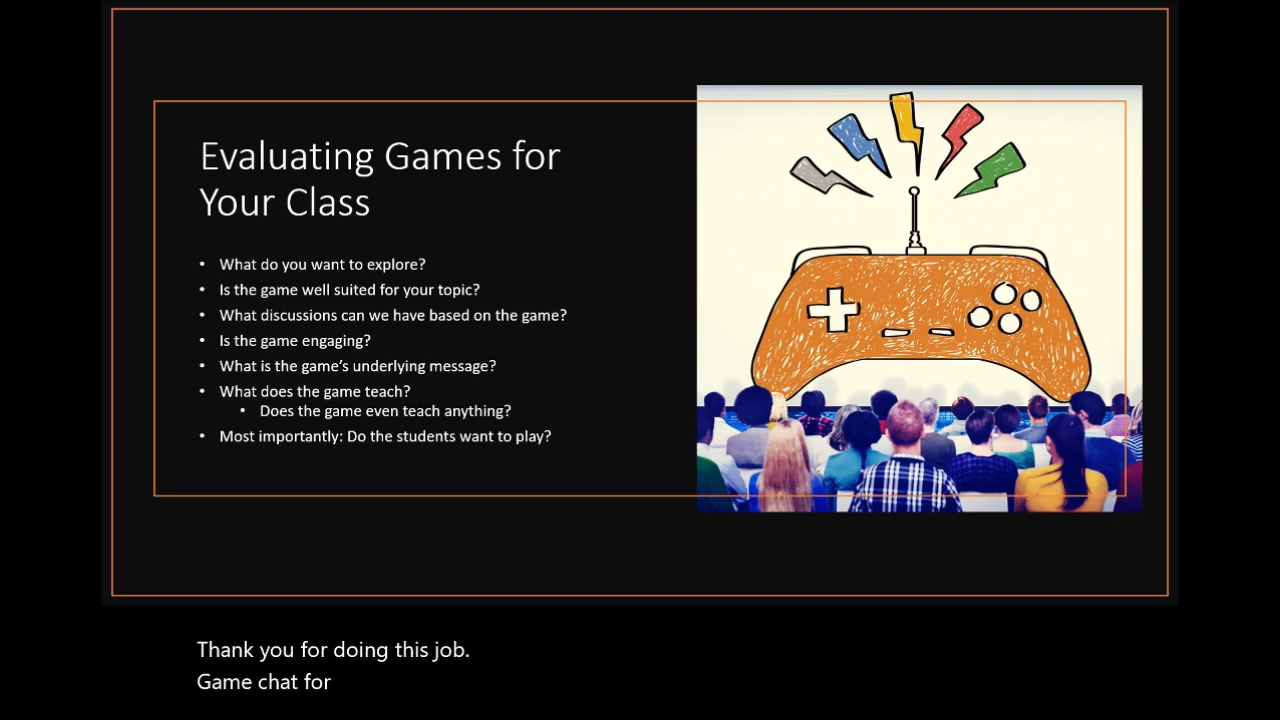 Evaluating Games for
Your Class
• What do you want to explore?
• Is the game well suited for your topic?
• What discussions can we have based on the game?
• Is the game engaging?
• What is the game's underlying message?
• What does the game teach?
• Does the game even teach anything?
• Most importantly: Do the students want to play?
Thank you for doing this job.
Game chat for